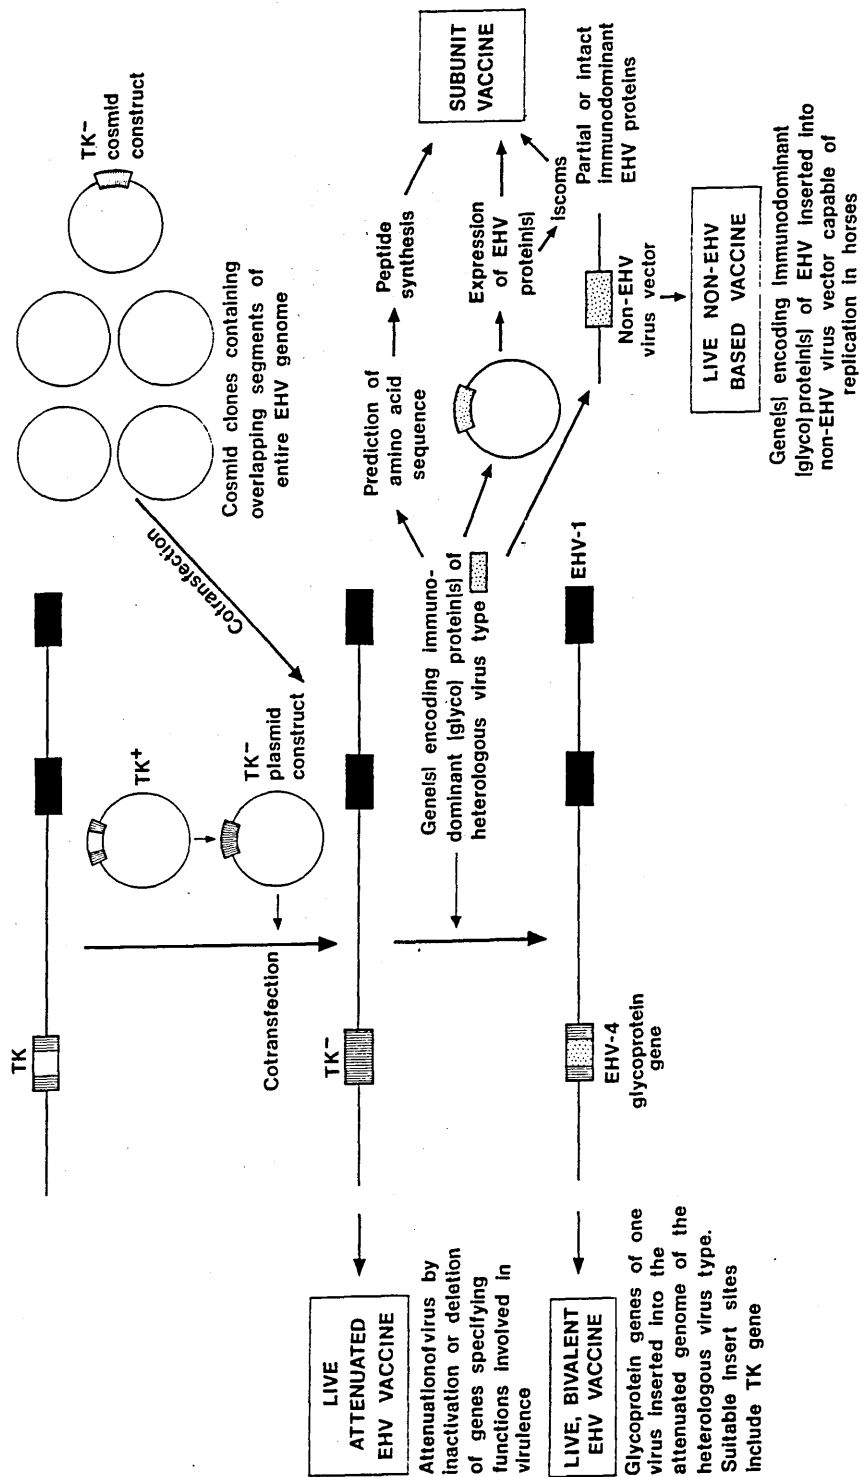 TK
TK+
TK−
plasmid
construct
Cotransfection
Cotransfection
Cosmid clones containing
overlapping segments of
entire EHV genome
TK−
cosmid
construct
TK−
LIVE
ATTENUATED
EHV VACCINE
Attenuationofvirus by
inactivation or deletion
of genes specifying
functions involved in
virulence
Gene[s] encoding immuno-
dominant [glyco] protein[s] of
heterologous virus type
Prediction of
amino acid
sequence
Peptide
synthesis
Expression
of EHV
protein[s]
Iscoms
SUBUNIT
VACCINE
Partial or intact
immunodominant
EHV proteins
Non-EHV
virus vector
LIVE NON-EHV
BASED VACCINE
Gene[s] encoding immunodominant
[glyco] protein[s] of EHV inserted into
non-EHV virus vector capable of
replication in horses
EHV-1
EHV-4
glycoprotein
gene
LIVE, BIVALENT
EHV VACCINE
Glycoprotein genes of one
virus inserted into the
attenuated genome of the
heterologous virus type.
Suitable insert sites
include TK gene